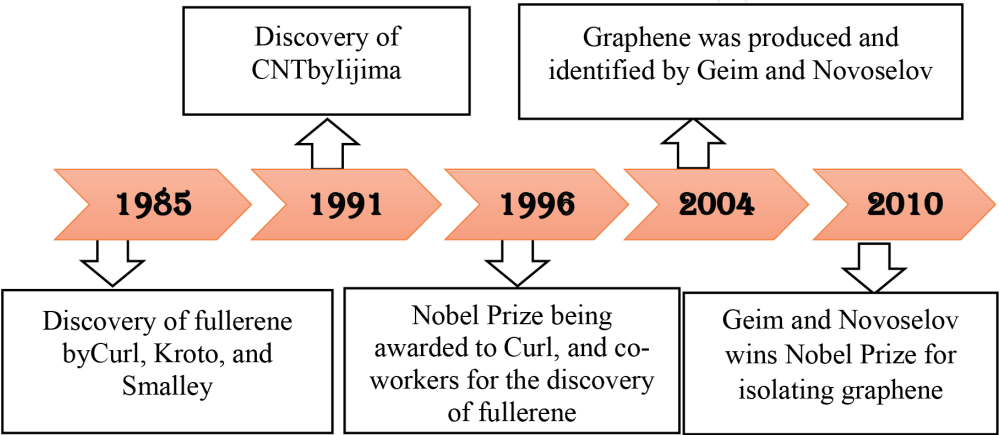 Discovery of
CNTbyIijima
Graphene was produced and
identified by Geim and Novoselov
1985
1991
1996
2004
2010
Discovery of fullerene
byCurl, Kroto, and
Smalley
Nobel Prize being
awarded to Curl, and co-
workers for the discovery
of fullerene
Geim and Novoselov
wins Nobel Prize for
isolating graphene